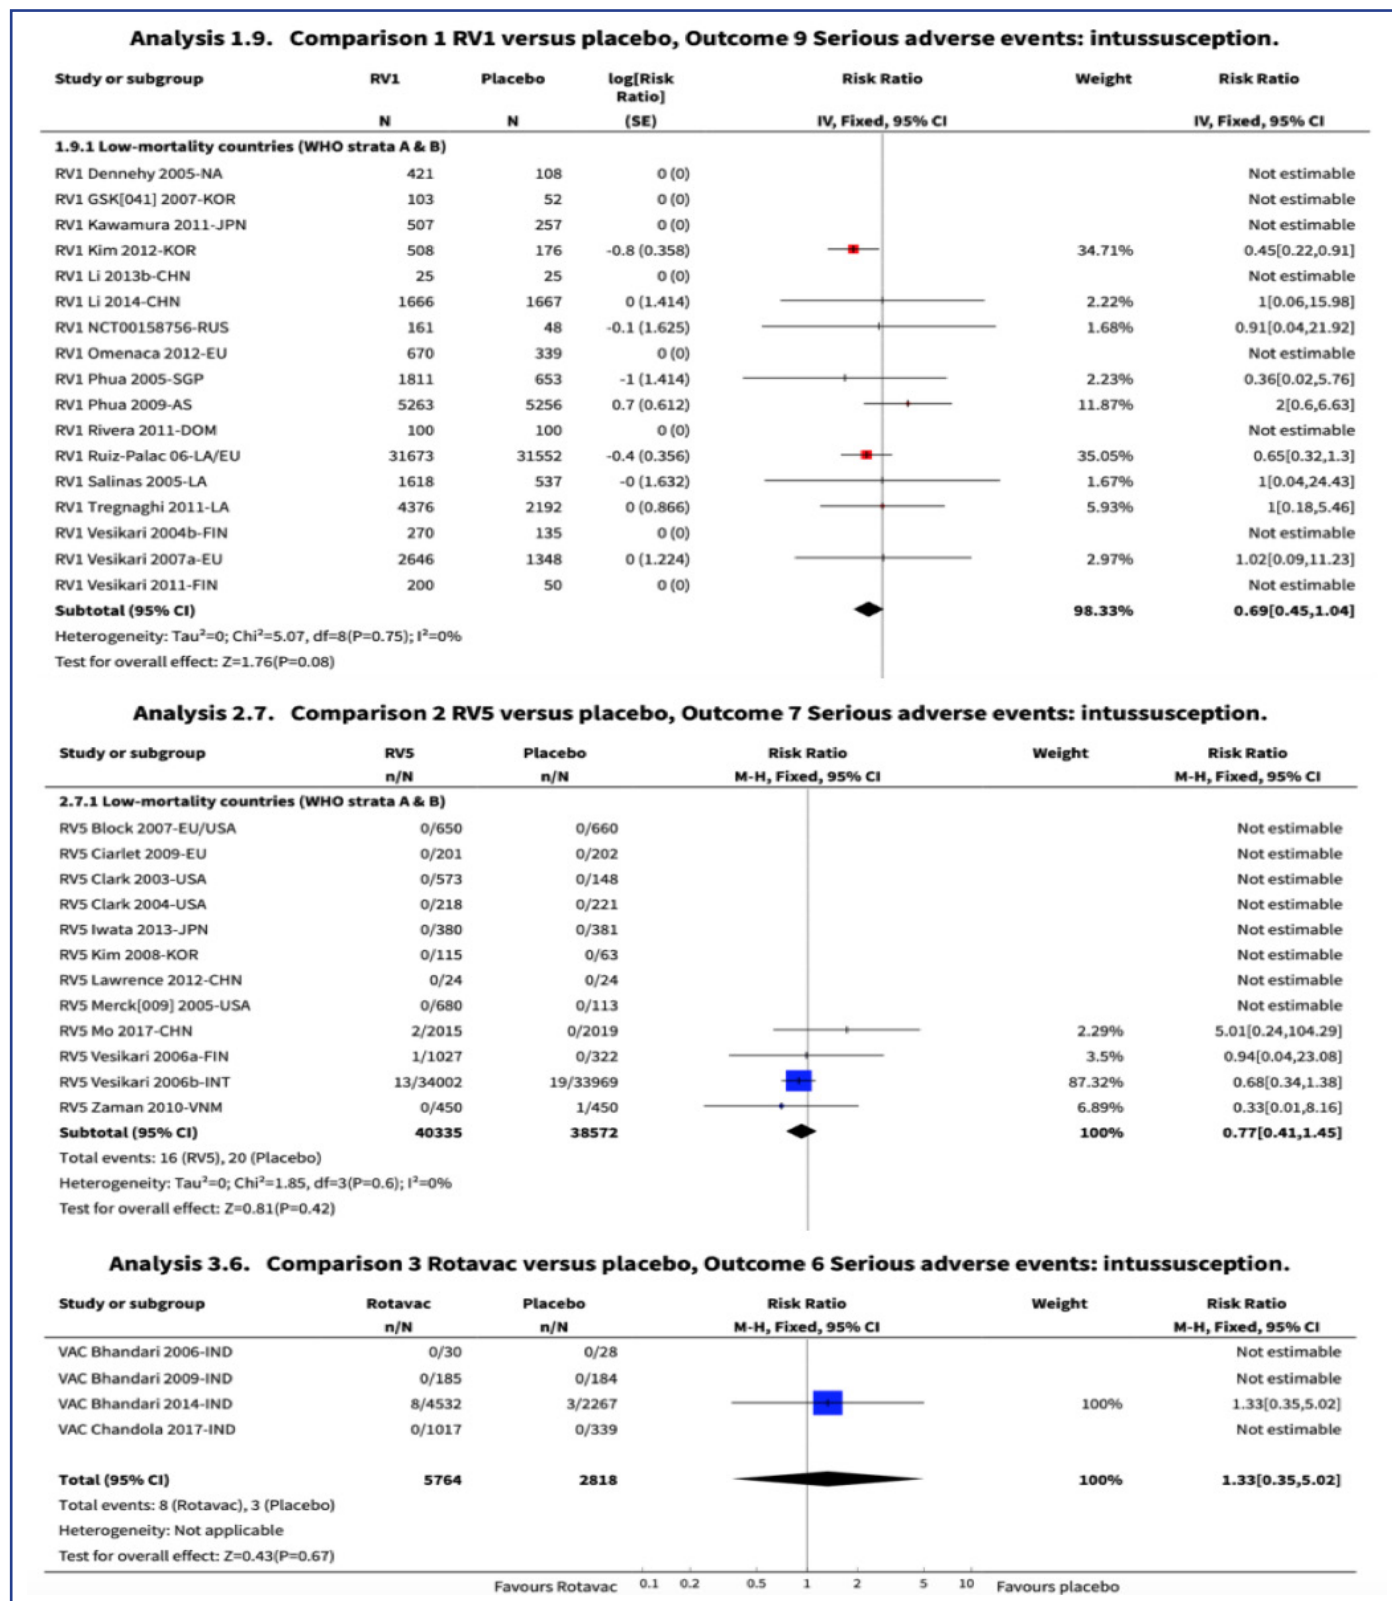 Analysis 1.9. Comparison 1 RV1 versus placebo, Outcome 9 Serious adverse events: intussusception.
Study or subgroup RV1 Placebo log[Risk Ratio] Risk Ratio Weight Risk Ratio
N N (SE) IV, Fixed, 95% CI IV, Fixed, 95% CI
1.9.1 Low-mortality countries (WHO strata A & B)
RV1 Dennehy 2005-NA 421 108 0 (0) Not estimable
RV1 GSK[041] 2007-KOR 103 52 0 (0) Not estimable
RV1 Kawamura 2011-JPN 507 257 0 (0) Not estimable
RV1 Kim 2012-KOR 508 176 -0.8 (0.358) 34.71% 0.45[0.22,0.91]
RV1 Li 2013b-CHN 25 25 0 (0) Not estimable
RV1 Li 2014-CHN 1666 1667 0 (1.414) 2.22% 1[0.06,15.98]
RV1 NCT00158756-RUS 161 48 -0.1 (1.625) 1.68% 0.91[0.04,21.92]
RV1 Omenaca 2012-EU 670 339 0 (0) Not estimable
RV1 Phua 2005-SGP 1811 653 -1 (1.414) 2.23% 0.36[0.02,5.76]
RV1 Phua 2009-AS 5263 5256 0.7 (0.612) 11.87% 2[0.6,6.63]
RV1 Rivera 2011-DOM 100 100 0 (0) Not estimable
RV1 Ruiz-Palac 06-LA/EU 31673 31552 -0.4 (0.356) 35.05% 0.65[0.32,1.3]
RV1 Salinas 2005-LA 1618 537 -0 (1.632) 1.67% 1[0.04,24.43]
RV1 Tregnaghi 2011-LA 4376 2192 0 (0.866) 5.93% 1[0.18,5.46]
RV1 Vesikari 2004b-FIN 270 135 0 (0) Not estimable
RV1 Vesikari 2007a-EU 2646 1348 0 (1.224) 2.97% 1.02[0.09,11.23]
RV1 Vesikari 2011-FIN 200 50 0 (0) Not estimable
Subtotal (95% CI) 98.33% 0.69[0.45,1.04]
Heterogeneity: Tau²=0; Chi²=5.07, df=8(P=0.75); I²=0%
Test for overall effect: Z=1.76(P=0.08)
Analysis 2.7. Comparison 2 RV5 versus placebo, Outcome 7 Serious adverse events: intussusception.
Study or subgroup RV5 Placebo Risk Ratio Weight Risk Ratio
n/N n/N M-H, Fixed, 95% CI M-H, Fixed, 95% CI
2.7.1 Low-mortality countries (WHO strata A & B)
RV5 Block 2007-EU/USA 0/650 0/660 Not estimable
RV5 Ciarlet 2009-EU 0/201 0/202 Not estimable
RV5 Clark 2003-USA 0/573 0/148 Not estimable
RV5 Clark 2004-USA 0/218 0/221 Not estimable
RV5 Iwata 2013-JPN 0/380 0/381 Not estimable
RV5 Kim 2008-KOR 0/115 0/63 Not estimable
RV5 Lawrence 2012-CHN 0/24 0/24 Not estimable
RV5 Merck[009] 2005-USA 0/680 0/113 Not estimable
RV5 Mo 2017-CHN 2/2015 0/2019 2.29% 5.01[0.24,104.29]
RV5 Vesikari 2006a-FIN 1/1027 0/322 3.5% 0.94[0.04,23.08]
RV5 Vesikari 2006b-INT 13/34002 19/33969 87.32% 0.68[0.34,1.38]
RV5 Zaman 2010-VNM 0/450 1/450 6.89% 0.33[0.01,8.16]
Subtotal (95% CI) 40335 38572 100% 0.77[0.41,1.45]
Total events: 16 (RV5), 20 (Placebo)
Heterogeneity: Tau²=0; Chi²=1.85, df=3(P=0.6); I²=0%
Test for overall effect: Z=0.81(P=0.42)
Analysis 3.6. Comparison 3 Rotavac versus placebo, Outcome 6 Serious adverse events: intussusception.
Study or subgroup Rotavac Placebo Risk Ratio Weight Risk Ratio
n/N n/N M-H, Fixed, 95% CI M-H, Fixed, 95% CI
VAC Bhandari 2006-IND 0/30 0/28 Not estimable
VAC Bhandari 2009-IND 0/185 0/184 Not estimable
VAC Bhandari 2014-IND 8/4532 3/2267 100% 1.33[0.35,5.02]
VAC Chandola 2017-IND 0/1017 0/339 Not estimable
Total (95% CI) 5764 2818 100% 1.33[0.35,5.02]
Total events: 8 (Rotavac), 3 (Placebo)
Heterogeneity: Not applicable
Test for overall effect: Z=0.43(P=0.67)
Favours Rotavac 0.1 0.2 0.5 1 2 5 10 Favours placebo